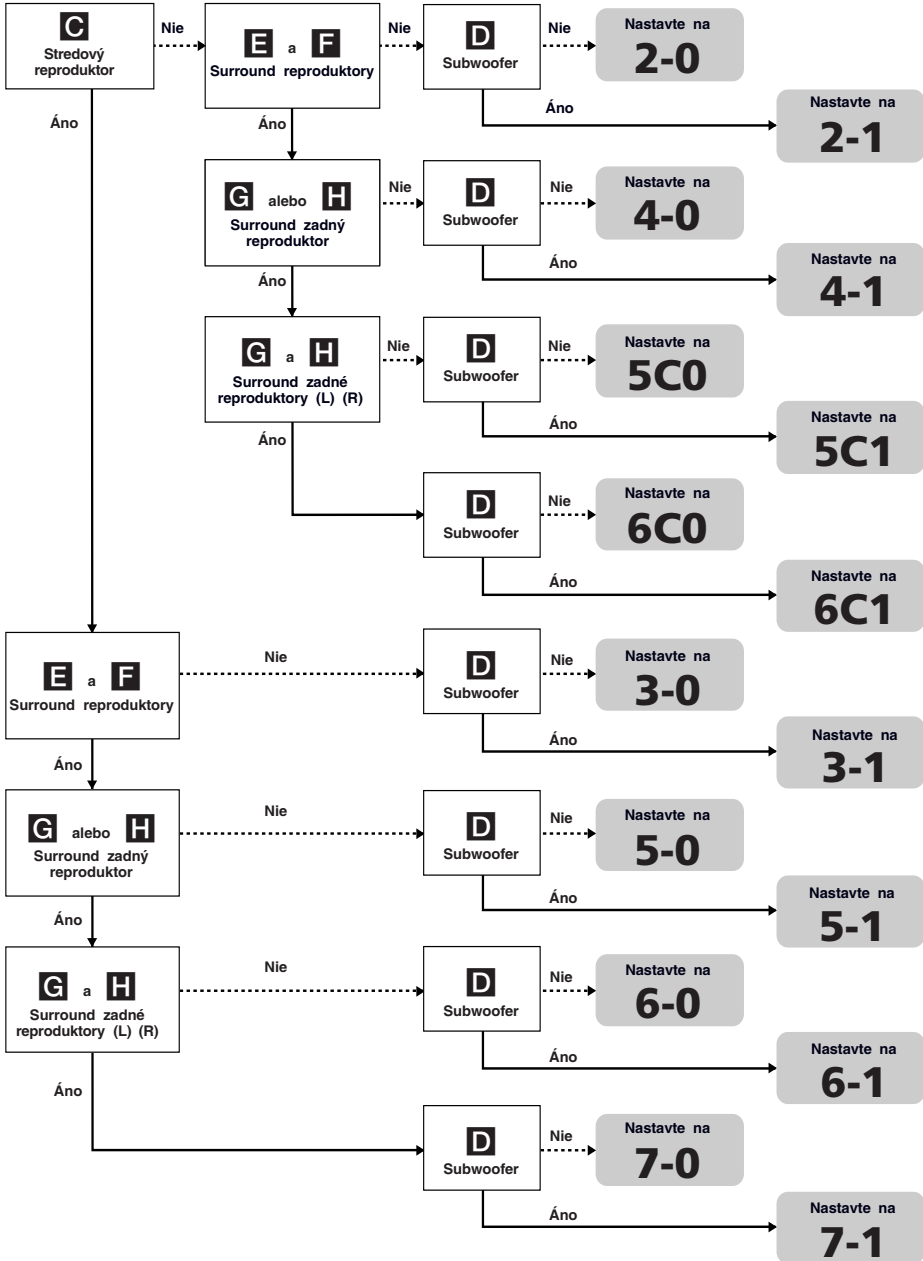 C
Stredový
reproduktor
Nie
E a F
Surround reproduktory
Nie
D
Subwoofer
Nie
Nastavte na
2-0
Áno
Áno
Áno
Nastavte na
2-1
G alebo H
Surround zadný
reproduktor
Nie
D
Subwoofer
Nie
Nastavte na
4-0
Áno
Áno
Nastavte na
4-1
G a H
Surround zadné
reproduktory (L) (R)
Nie
D
Subwoofer
Nie
Nastavte na
5C0
Áno
Áno
Nastavte na
5C1
D
Subwoofer
Nie
Nastavte na
6C0
Áno
Nastavte na
6C1
E a F
Surround reproduktory
Nie
D
Subwoofer
Nie
Nastavte na
3-0
Áno
Áno
Nastavte na
3-1
G alebo H
Surround zadný
reproduktor
Nie
D
Subwoofer
Nie
Nastavte na
5-0
Áno
Áno
Nastavte na
5-1
G a H
Surround zadné
reproduktory (L) (R)
Nie
D
Subwoofer
Nie
Nastavte na
6-0
Áno
Áno
Nastavte na
6-1
D
Subwoofer
Nie
Nastavte na
7-0
Áno
Nastavte na
7-1